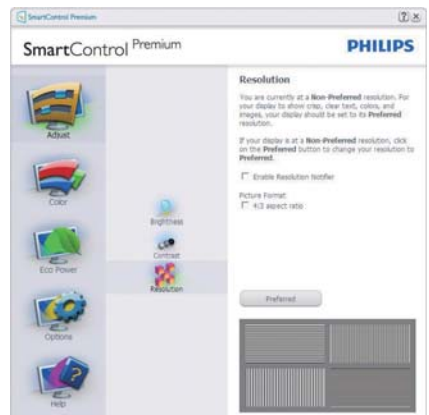 SmartControl Premium
SmartControl Premium
PHILIPS
Adjust
Color
Eco Power
Options
Help
Brightness
Contrast
Resolution
Resolution
You are currently at a Non-Preferred resolution. For
your display to show crisp, clear text, colors, and
images, your display should be set to its Preferred
resolution.
If your display is at a Non-Preferred resolution, click
on the Preferred button to change your resolution to
Preferred.
Enable Resolution Notifier
Picture Format
4:3 aspect ratio
Preferred